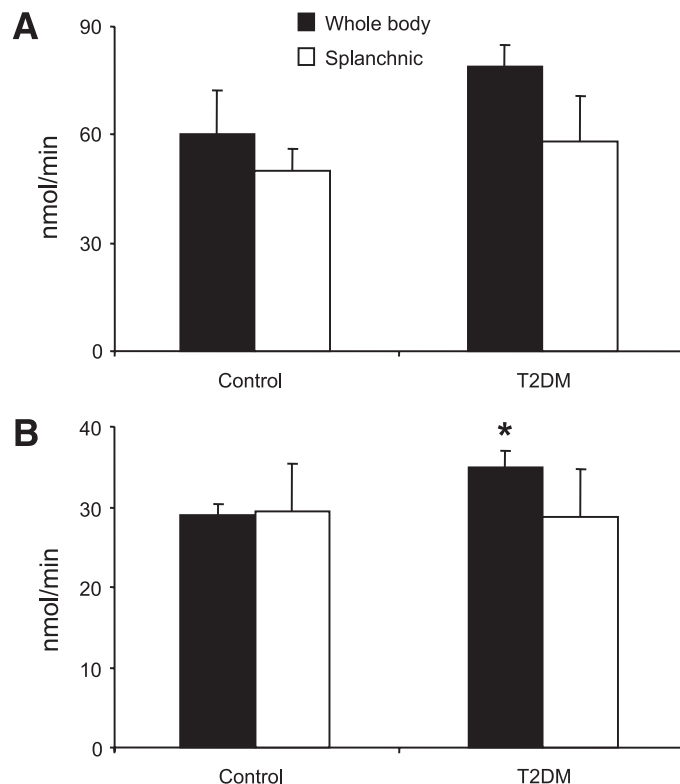 A
90
Whole body
Splanchnic
60
nmol/min
30
0
Control T2DM
B
40
*
30
nmol/min
20
10
0
Control T2DM